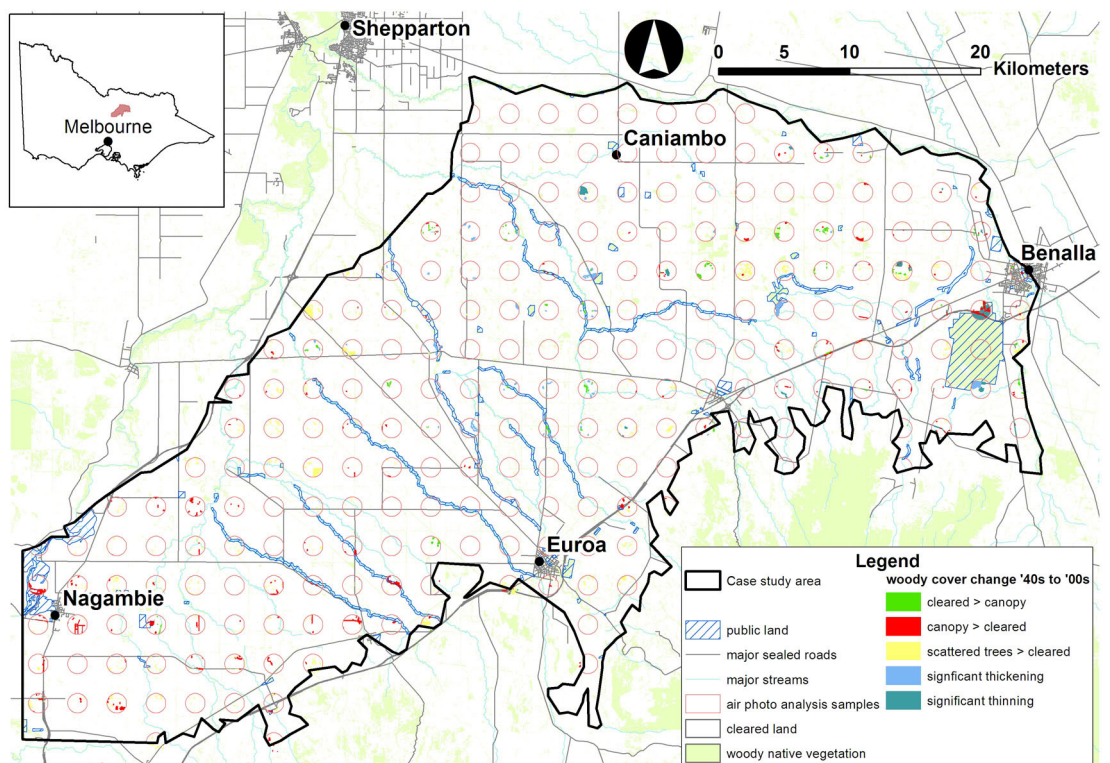 Shepparton
Melbourne
0 5 10 20
Kilometers
Caniambo
Benalla
Euroa
Nagambie
Legend
woody cover change '40s to '00s
Case study area
public land
major sealed roads
major streams
air photo analysis samples
cleared land
woody native vegetation
cleared > canopy
canopy > cleared
scattered trees > cleared
signficant thickening
significant thinning